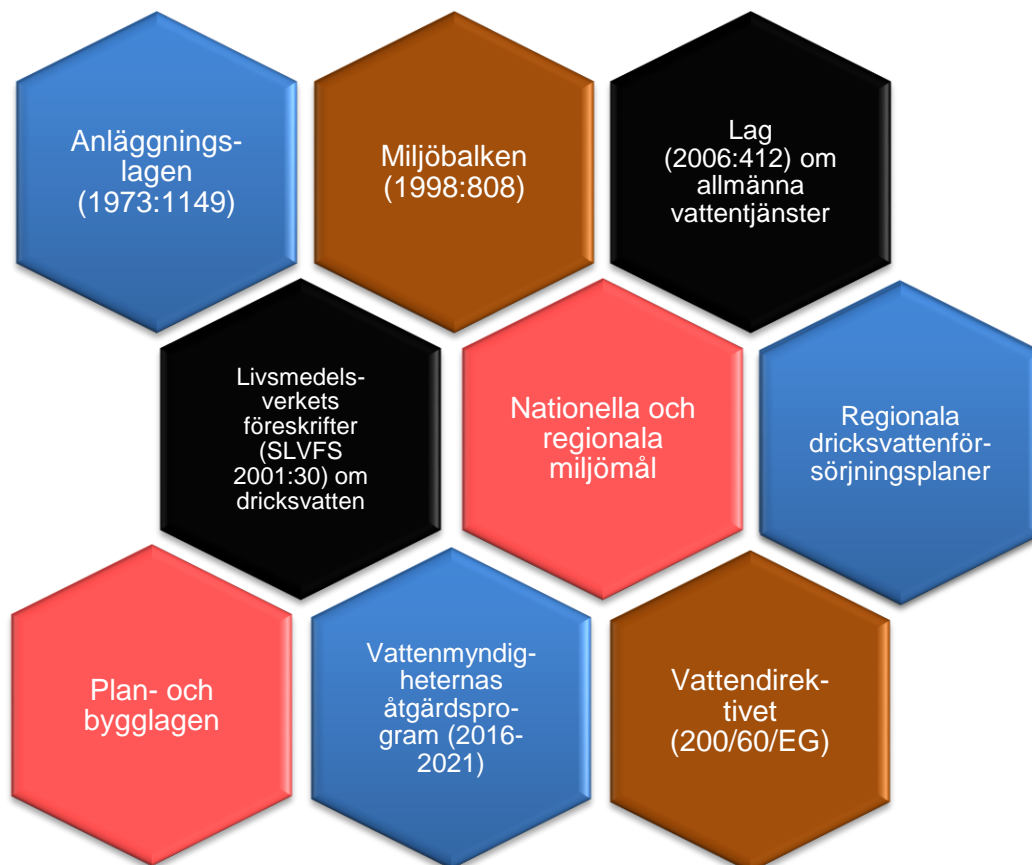 Anläggnings-
lagen
(1973:1149)
Miljöbalken
(1998:808)
Lag
(2006:412) om
allmänna
vattentjänster
Livsmedels-
verkets
föreskrifter
(SLVFS
2001:30) om
dricksvatten
Nationella och
regionala
miljömål
Regionala
dricksvattenför-
sörjningsplaner
Plan- och
bygglagen
Vattenmyndig-
heternas
åtgärdspro-
gram (2016-
2021)
Vattendirek-
tivet
(200/60/EG)